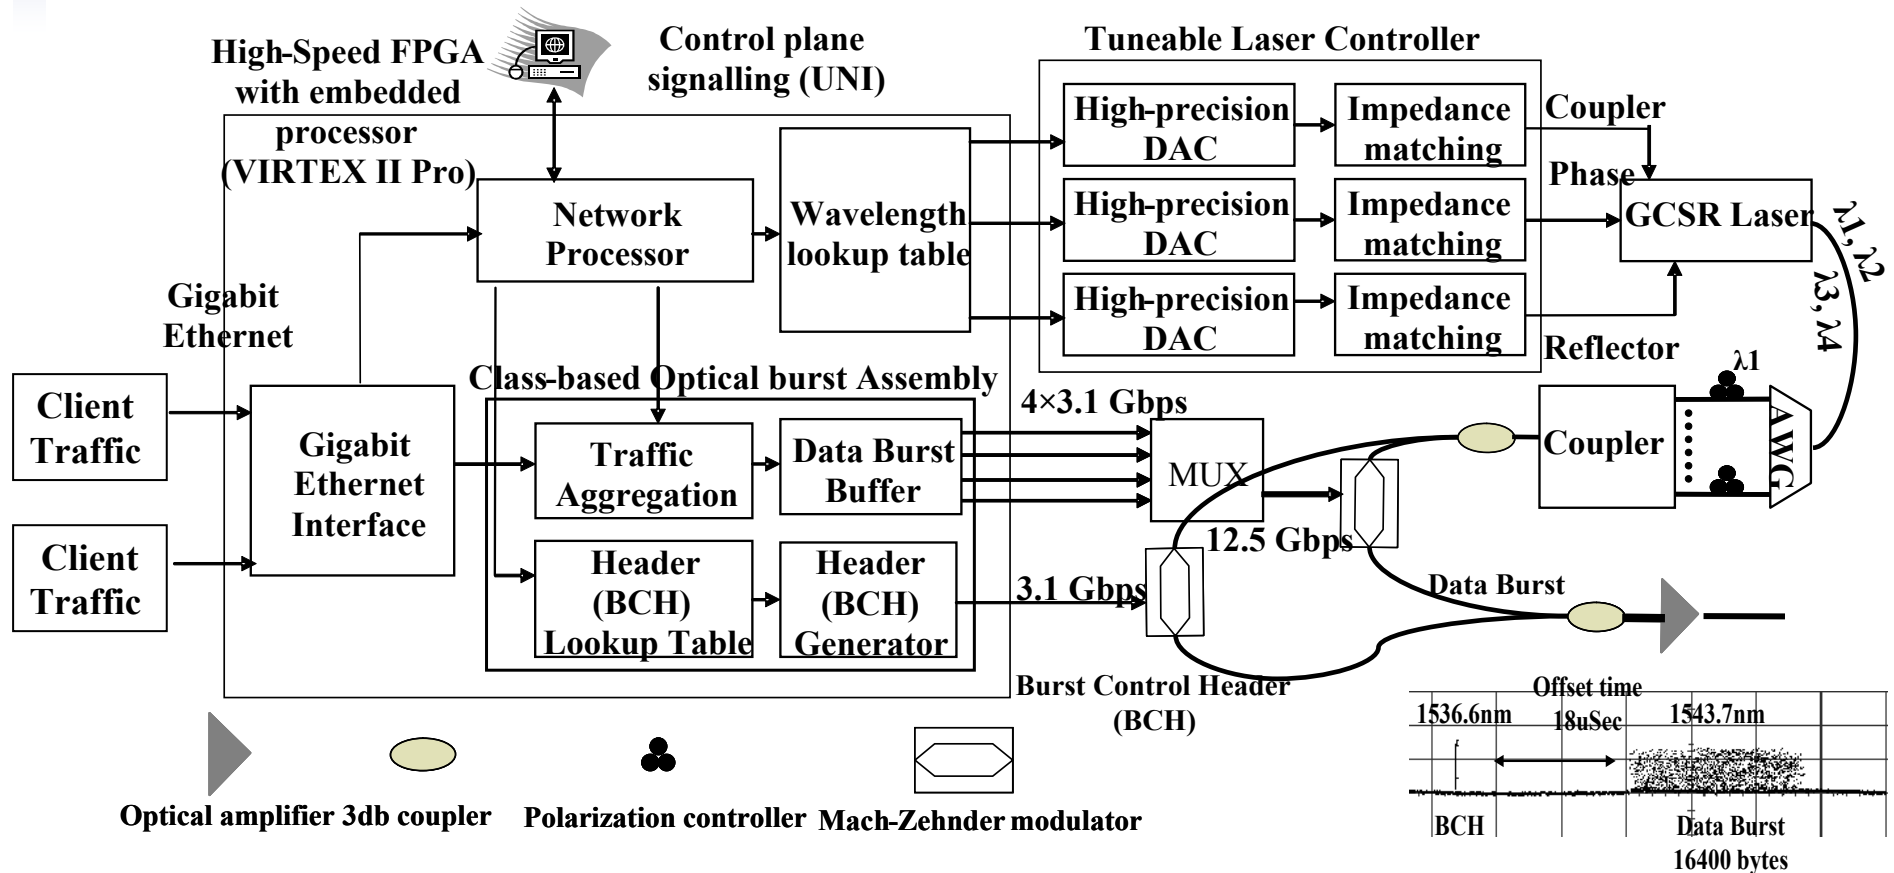 High-Speed FPGA
with embedded
processor
(VIRTEX II Pro)
Control plane
signalling (UNI)
Tuneable Laser Controller
High-precision
DAC
Impedance
matching
Coupler
High-precision
DAC
Impedance
matching
Phase
High-precision
DAC
Impedance
matching
Reflector
GCSR Laser
λ1, λ2
λ3, λ4
Network
Processor
Wavelength
lookup table
Gigabit
Ethernet
Client
Traffic
Client
Traffic
Gigabit
Ethernet
Interface
Class-based Optical burst Assembly
Traffic
Aggregation
Data Burst
Buffer
Header
(BCH)
Lookup Table
Header
(BCH)
Generator
4×3.1 Gbps
MUX
12.5 Gbps
3.1 Gbps
Coupler
λ1
AWG
Data Burst
Burst Control Header
(BCH)
Optical amplifier 3db coupler
Polarization controller
Mach-Zehnder modulator
Offset time
18uSec
1536.6nm
1543.7nm
BCH
Data Burst
16400 bytes